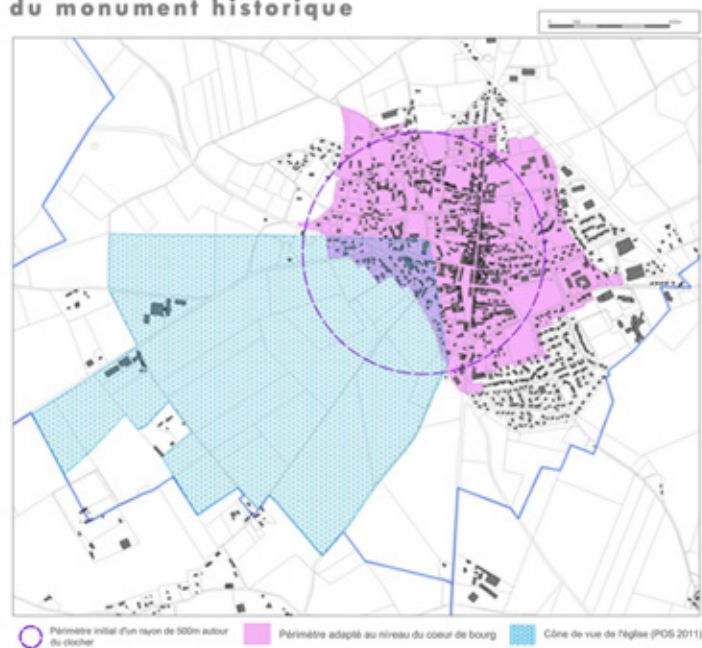 du monument historique
Périmètre initial d'un rayon de 500m autour
du clocher
Périmètre adapté au niveau du coeur de bourg
Cône de vue de l'église (POS 2011)